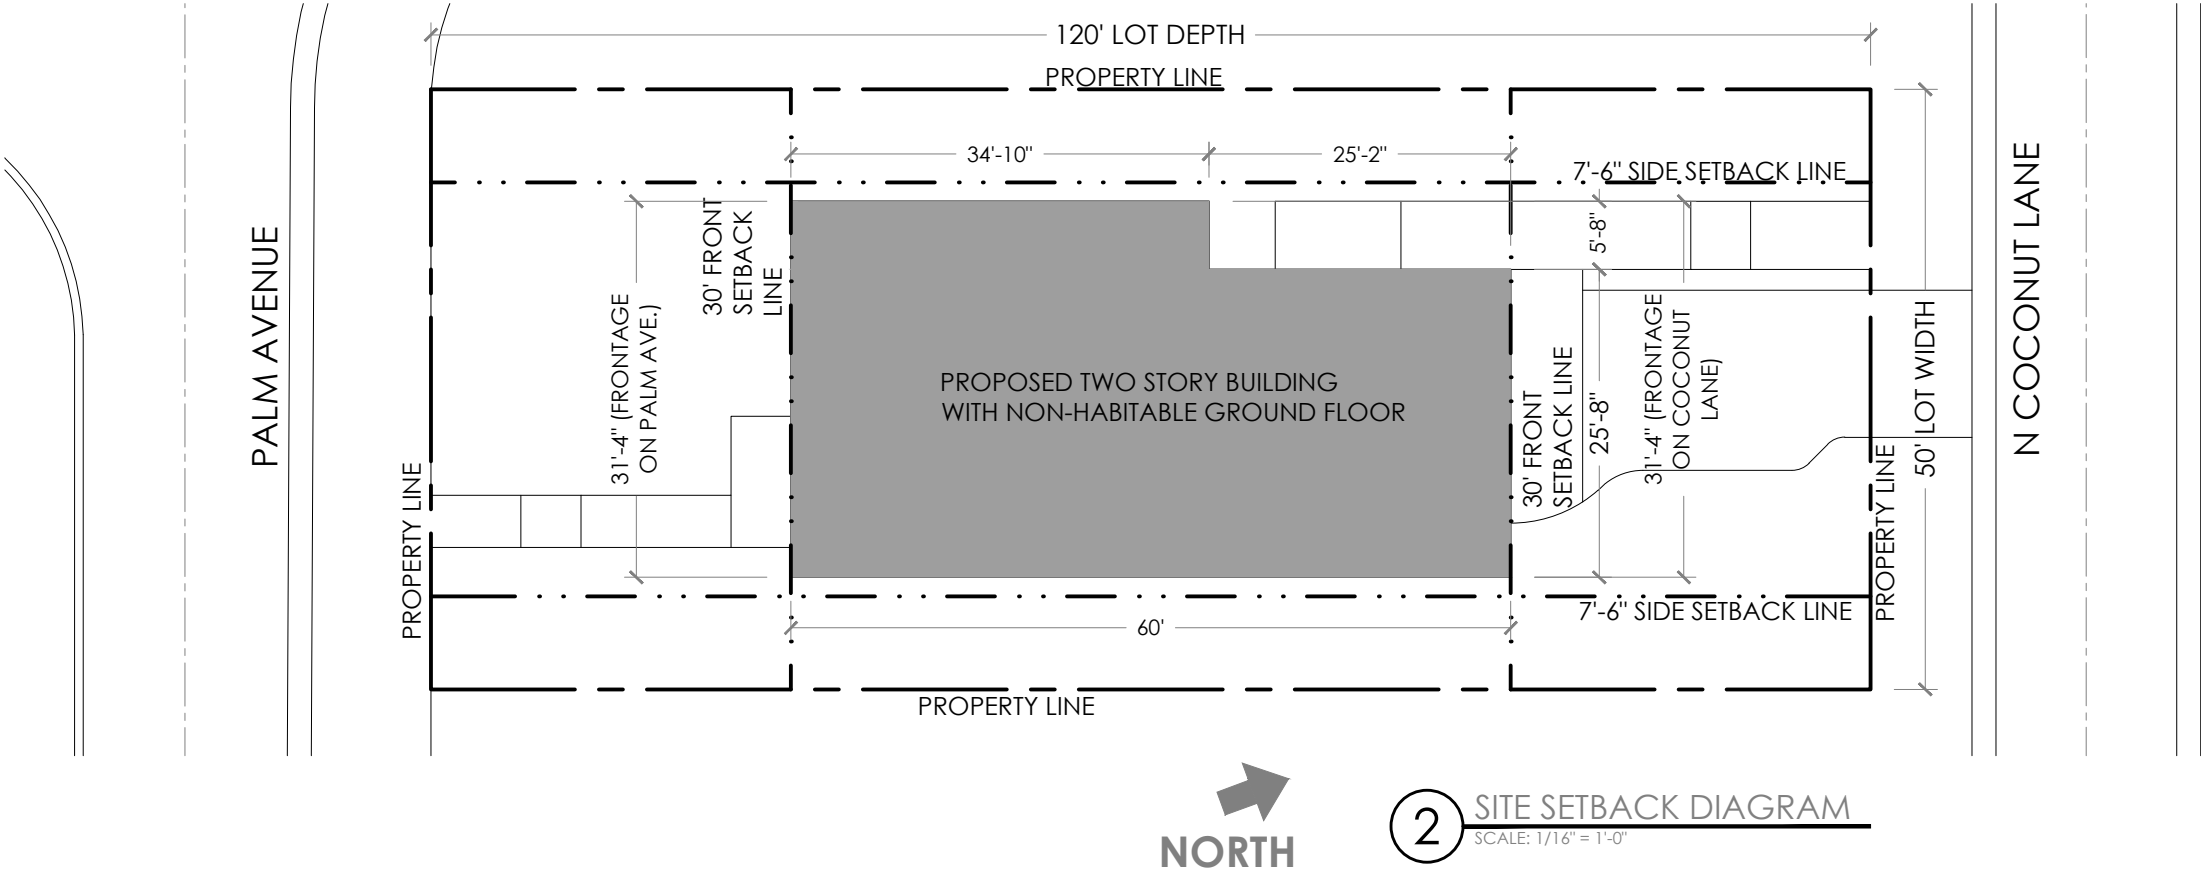 120' LOT DEPTH
PROPERTY LINE
34'-10"
25'-2"
7'-6" SIDE SETBACK LINE
PALM AVENUE
PROPERTY LINE
31'-4" (FRONTAGE
ON PALM AVE.)
30' FRONT
SETBACK
LINE
PROPOSED TWO STORY BUILDING
WITH NON-HABITABLE GROUND FLOOR
30' FRONT
SETBACK LINE
5'-8"
25'-8"
31'-4" (FRONTAGE
ON COCONUT
LANE)
PROPERTY LINE
50' LOT WIDTH
N COCONUT LANE
7'-6" SIDE SETBACK LINE
60'
PROPERTY LINE
NORTH
2
SITE SETBACK DIAGRAM
SCALE: 1/16" = 1'-0"